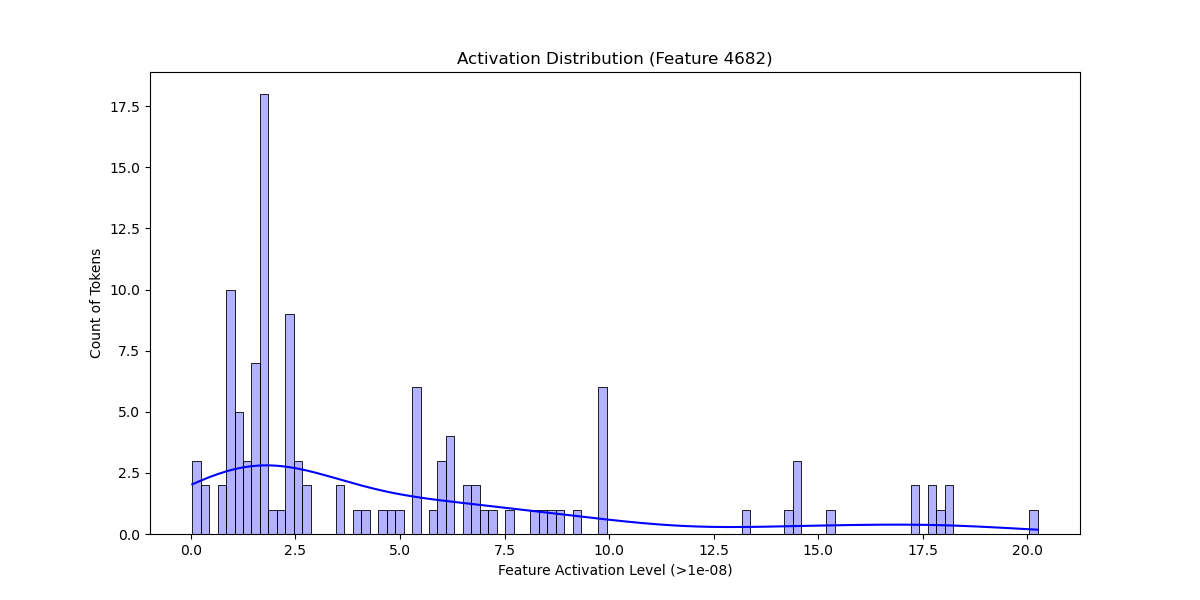 Activation Distribution (Feature 4682)
17.5
15.0
12.5
10.0
7.5
5.0
2.5
0.0
Count of Tokens
0.0 2.5 5.0 7.5 10.0 12.5 15.0 17.5 20.0
Feature Activation Level (>1e-08)